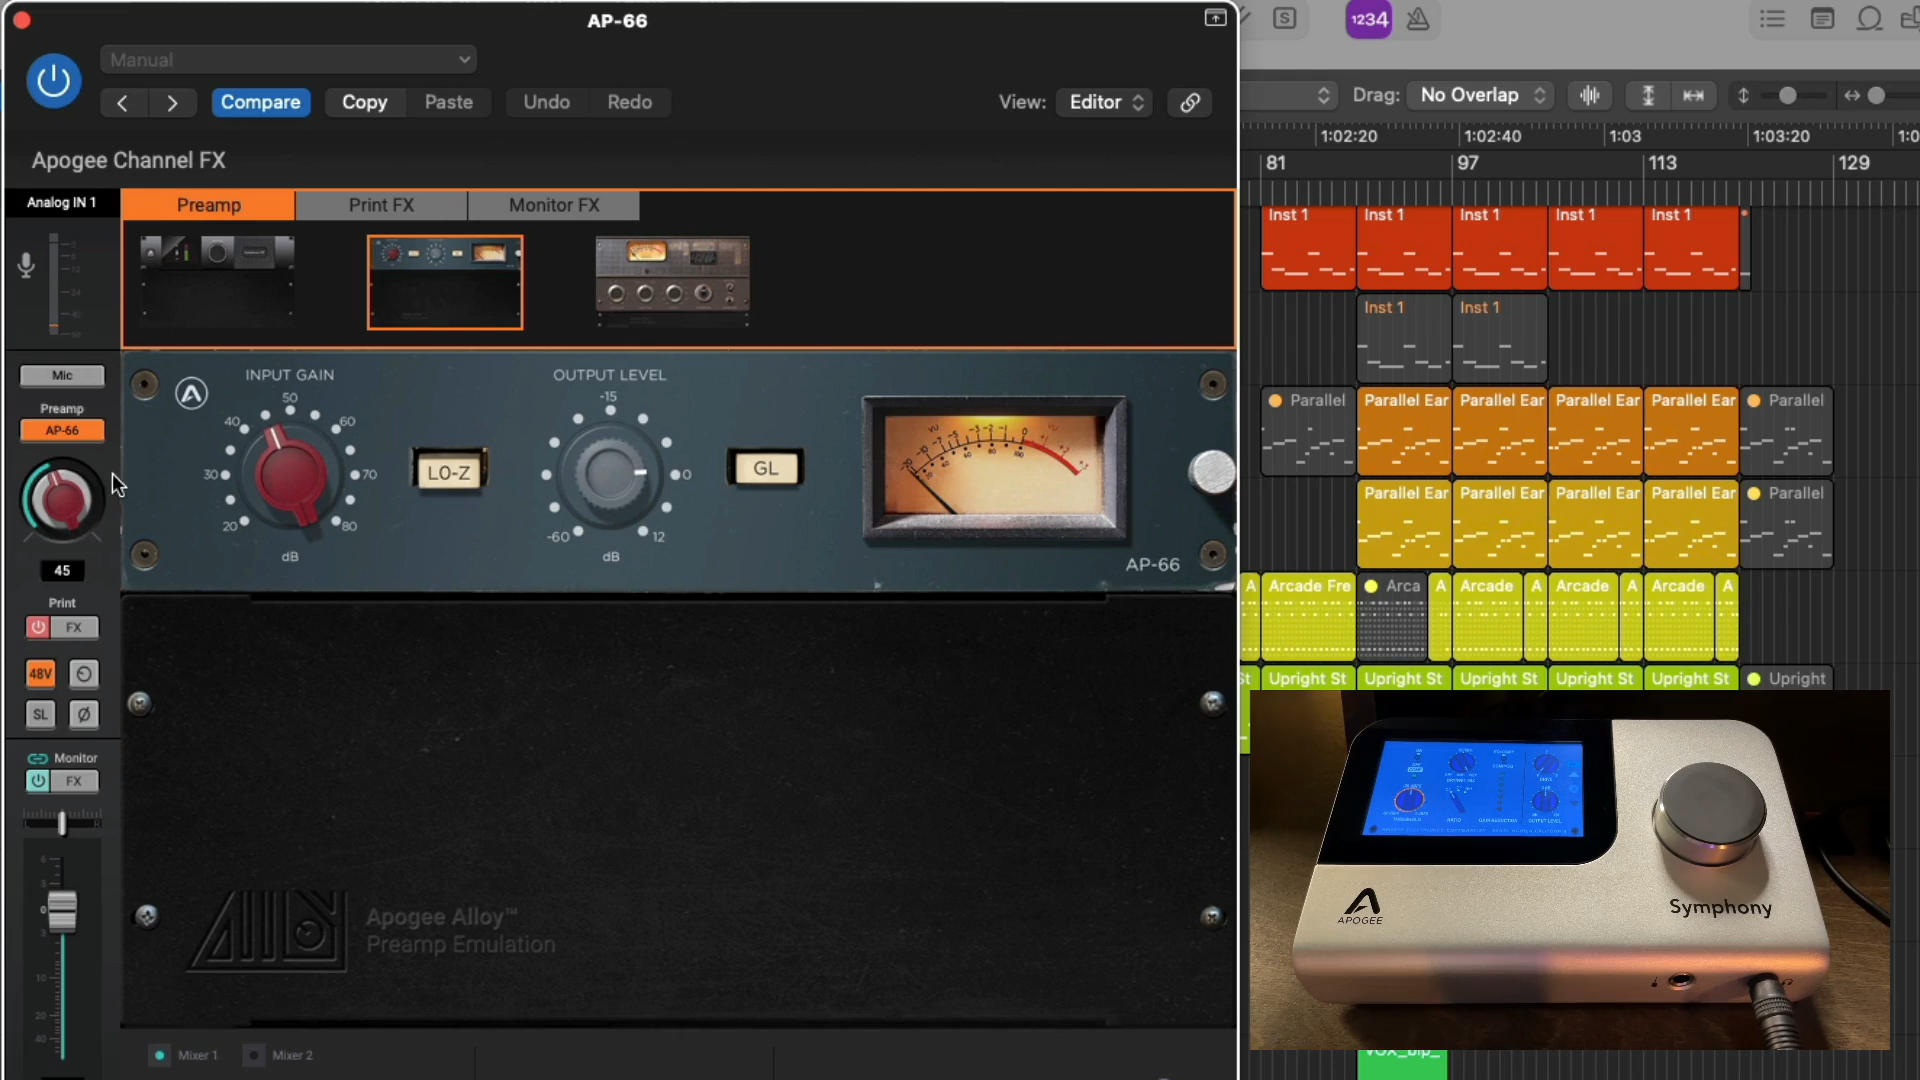 AP-66
S
1234
Manual
Compare
Copy
Paste
Undo
Redo
View:
Editor
Drag:
No Overlap
1:02:20
1:02:40
1:03
1:03:20
1:0
81
97
113
129
Apogee Channel FX
Analog IN 1
Preamp
Print FX
Monitor FX
Inst 1
Inst 1
Inst 1
Inst 1
Inst 1
Inst 1
Inst 1
Mic
Preamp
AP-66
45
Print
FX
48V
SL
Ø
Monitor
FX
INPUT GAIN
20
30
40
50
60
70
80
dB
LO-Z
OUTPUT LEVEL
-15
0
-60
12
dB
GL
VU
VU
AP-66
Parallel
Parallel Ear
Parallel Ear
Parallel Ear
Parallel Ear
Parallel
Parallel Ear
Parallel Ear
Parallel Ear
Parallel Ear
Parallel
A
Arcade Fre
Arca
A
Arcade
A
Arcade
A
Arcade
A
St
Upright St
Upright St
Upright St
Upright St
Upright St
Upright
Apogee Alloy™
Preamp Emulation
Mixer 1
Mixer 2
APOGEE
Symphony